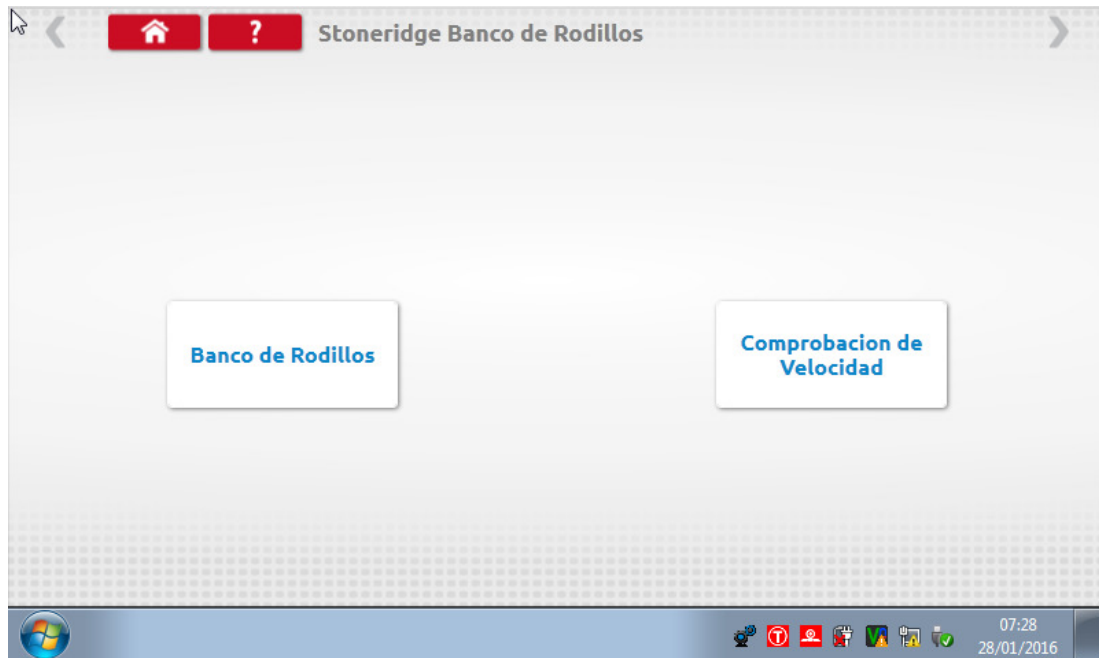 ? Stoneridge Banco de Rodillos
Banco de Rodillos
Comprobacion de
Velocidad
07:28
28/01/2016